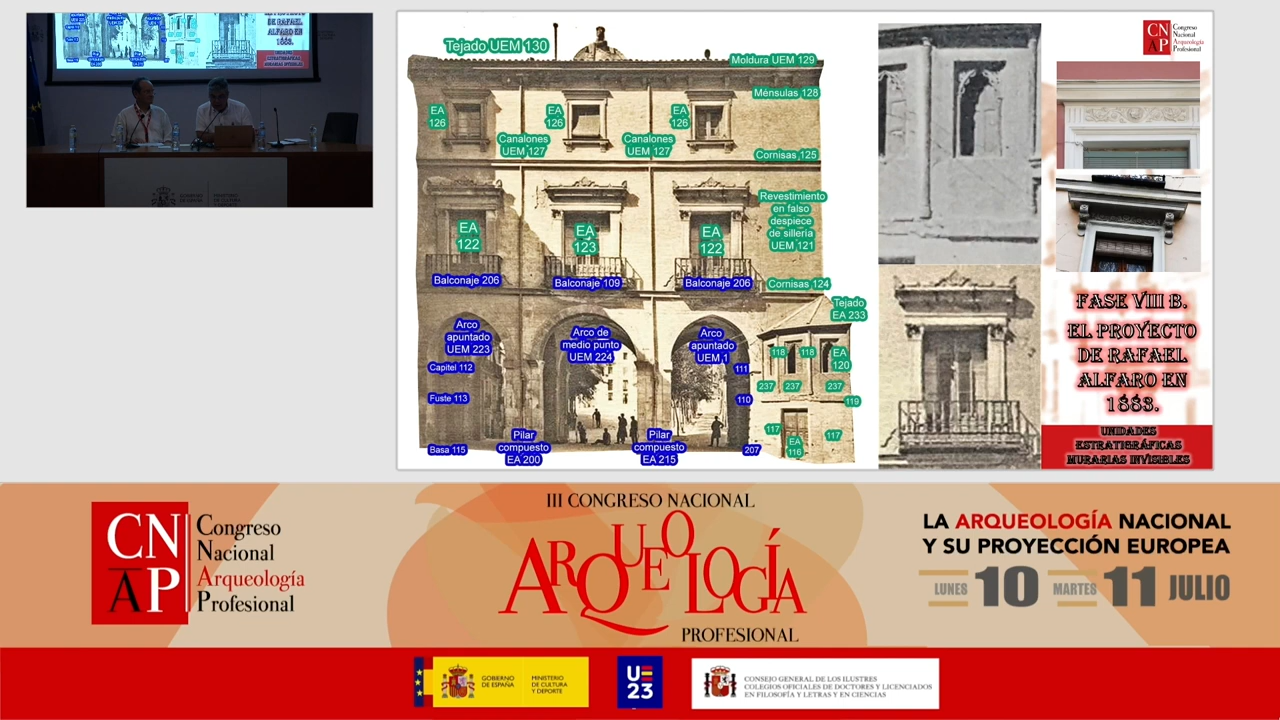 DE RAFAEL
ALFARO EN
1883.
Tejado UEM 130
Moldura UEM 129
Ménsulas 128
EA
126
EA
126
EA
126
Canalones
UEM 127
Canalones
UEM 127
Cornisas 125
Revestimiento
en falso
despiece
de sillería
UEM 121
EA
122
EA
123
EA
122
Balconaje 206
Balconaje 109
Balconaje 206
Cornisas 124
Tejado
EA 233
Arco
apuntado
UEM 223
Arco de
medio punto
UEM 224
Arco
apuntado
UEM 1
118
118
EA
120
Capitel 112
111
237
237
237
Fuste 113
110
119
117
117
EA
116
Basa 115
Pilar
compuesto
EA 200
Pilar
compuesto
EA 215
207
CN
AP
Congreso
Nacional
Arqueología
Profesional
FASE VIII B.
EL PROYECTO
DE RAFAEL
ALFARO EN
1883.
UNIDADES
ESTRATIGRÁFICAS
MURARIAS INVISIBLES
CN
AP
Congreso
Nacional
Arqueología
Profesional
III CONGRESO NACIONAL
ARQUEOLOGÍA
PROFESIONAL
LA ARQUEOLOGÍA NACIONAL
Y SU PROYECCIÓN EUROPEA
LUNES 10 MARTES 11 JULIO
GOBIERNO
DE ESPAÑA
MINISTERIO
DE CULTURA
Y DEPORTE
UE
23
CONSEJO GENERAL DE LOS ILUSTRES
COLEGIOS OFICIALES DE DOCTORES Y LICENCIADOS
EN FILOSOFÍA Y LETRAS Y EN CIENCIAS